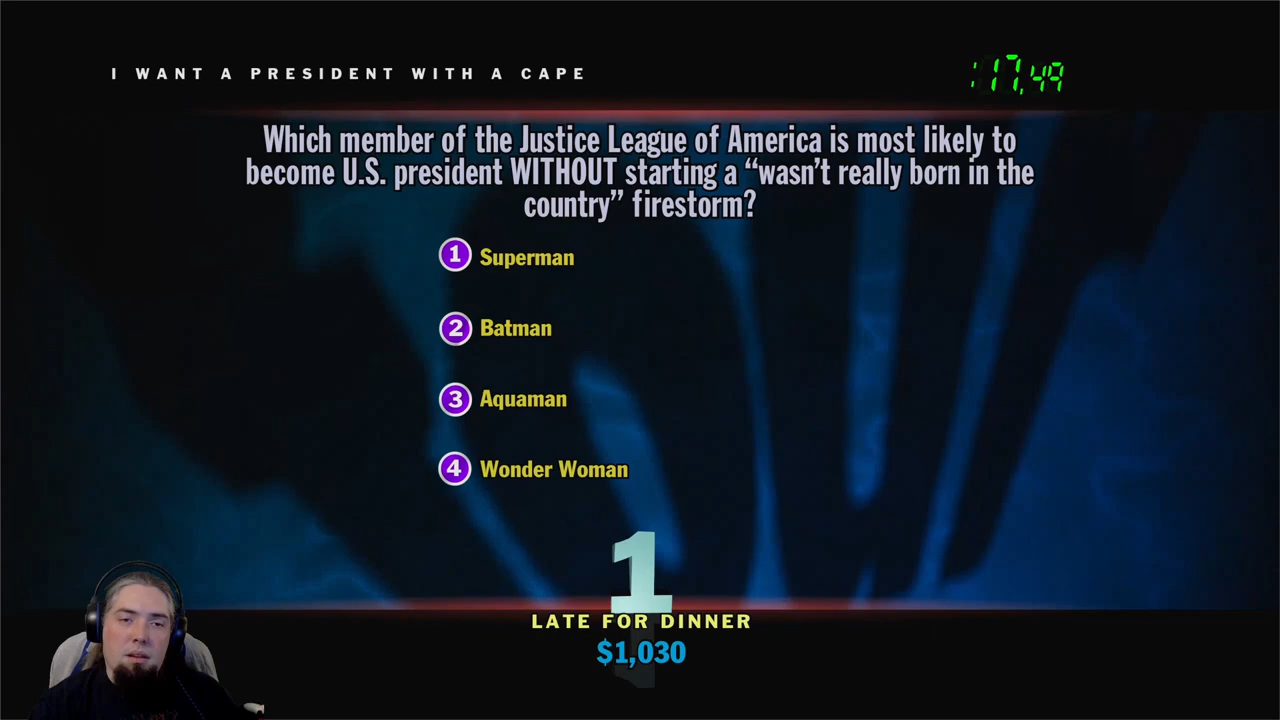 I WANT A PRESIDENT WITH A CAPE
:17.49
Which member of the Justice League of America is most likely to
become U.S. president WITHOUT starting a “wasn’t really born in the
country” firestorm?
1 Superman
2 Batman
3 Aquaman
4 Wonder Woman
1
LATE FOR DINNER
$1,030